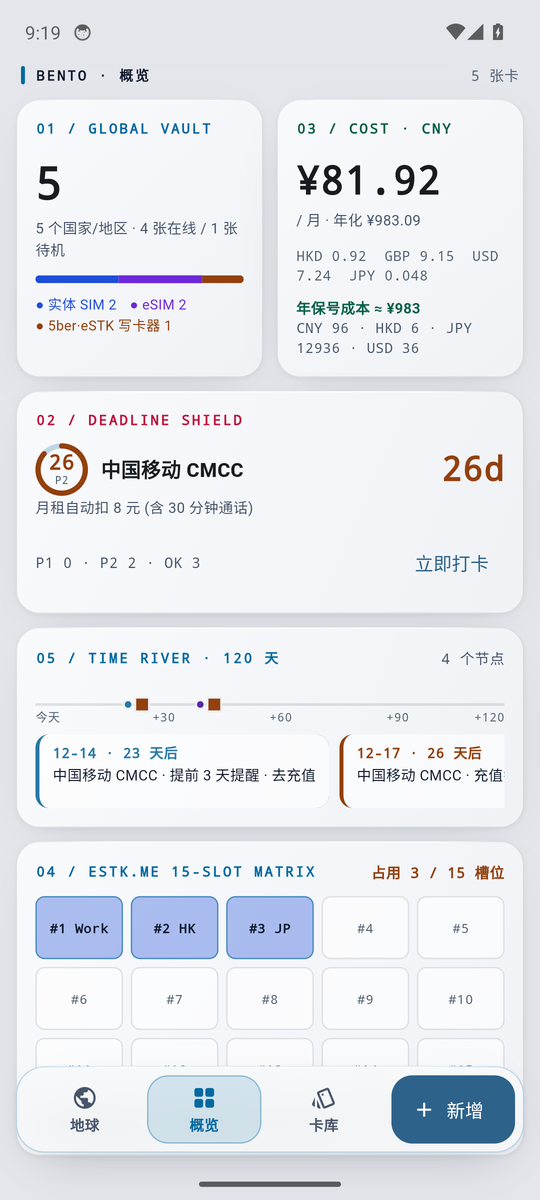 9:19
BENTO · 概览
5 张卡
01 / GLOBAL VAULT
5
5 个国家/地区 · 4 张在线 / 1 张
待机
● 实体 SIM 2 ● eSIM 2
● 5ber·eSTK 写卡器 1
03 / COST · CNY
¥81.92
/ 月 · 年化 ¥983.09
HKD 0.92 GBP 9.15 USD
7.24 JPY 0.048
年保号成本 ≈ ¥983
CNY 96 · HKD 6 · JPY
12936 · USD 36
02 / DEADLINE SHIELD
26
P2
中国移动 CMCC
26d
月租自动扣 8 元 (含 30 分钟通话)
P1 0 · P2 2 · OK 3
立即打卡
05 / TIME RIVER · 120 天
4 个节点
今天 +30 +60 +90 +120
12-14 · 23 天后
中国移动 CMCC · 提前 3 天提醒 · 去充值
12-17 · 26 天后
中国移动 CMCC · 充值
04 / ESTK.ME 15-SLOT MATRIX
占用 3 / 15 槽位
#1 Work #2 HK #3 JP #4 #5
#6 #7 #8 #9 #10
地球 概览 卡库 + 新增